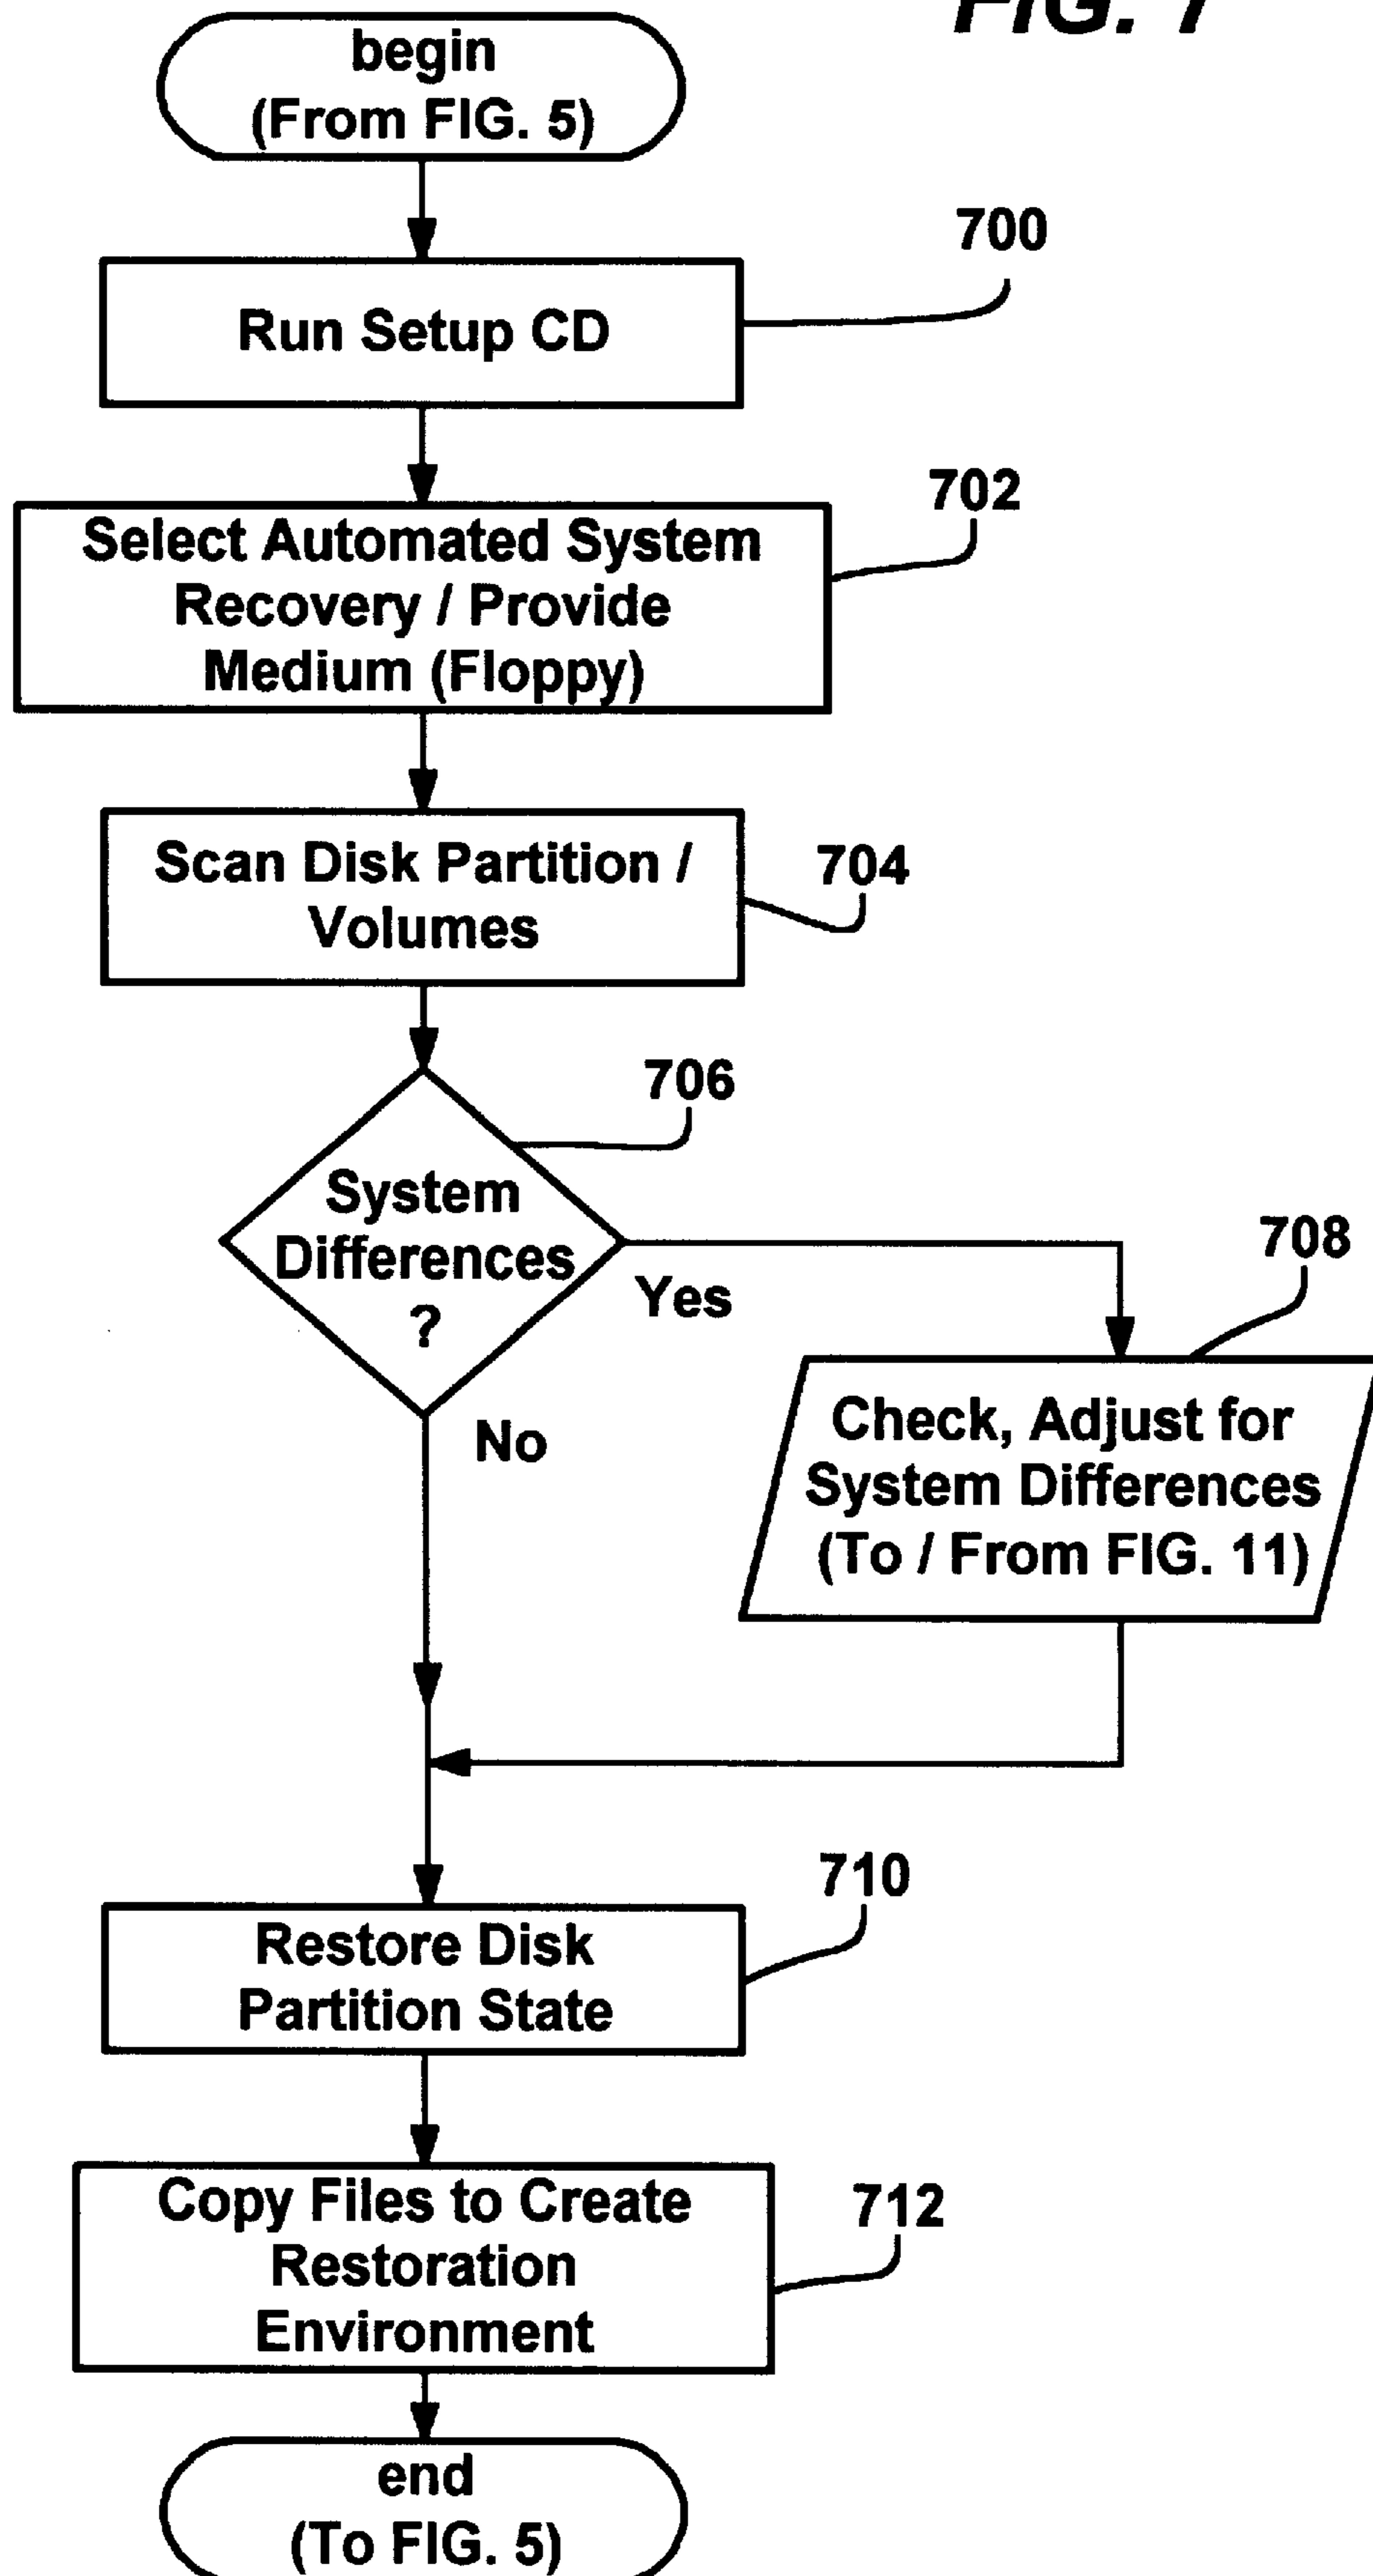 FIG. 7
begin
(From FIG. 5)
700
Run Setup CD
702
Select Automated System
Recovery / Provide
Medium (Floppy)
704
Scan Disk Partition /
Volumes
706
System
Differences
?
Yes
No
708
Check, Adjust for
System Differences
(To / From FIG. 11)
710
Restore Disk
Partition State
712
Copy Files to Create
Restoration
Environment
end
(To FIG. 5)